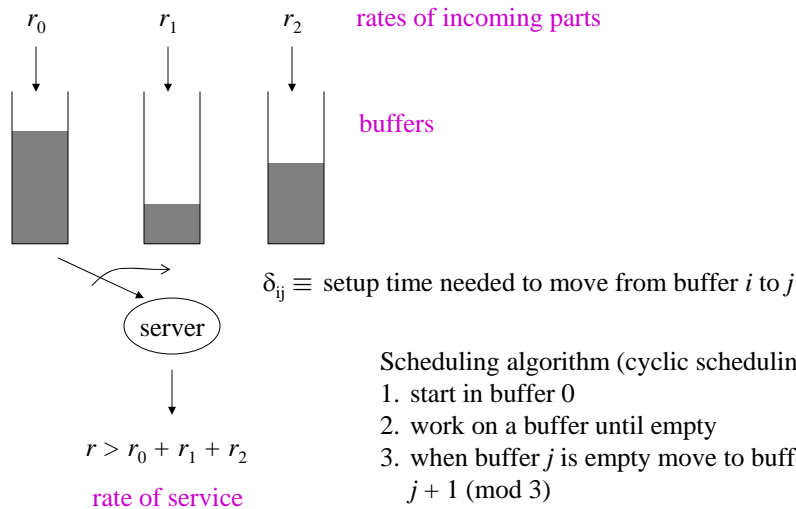 r₀ r₁ r₂ rates of incoming parts
buffers
δᵢⱼ ≡ setup time needed to move from buffer i to j
server
Scheduling algorithm (cyclic schedulin
1. start in buffer 0
2. work on a buffer until empty
r > r₀ + r₁ + r₂
3. when buffer j is empty move to buffe
j + 1 (mod 3)
rate of service